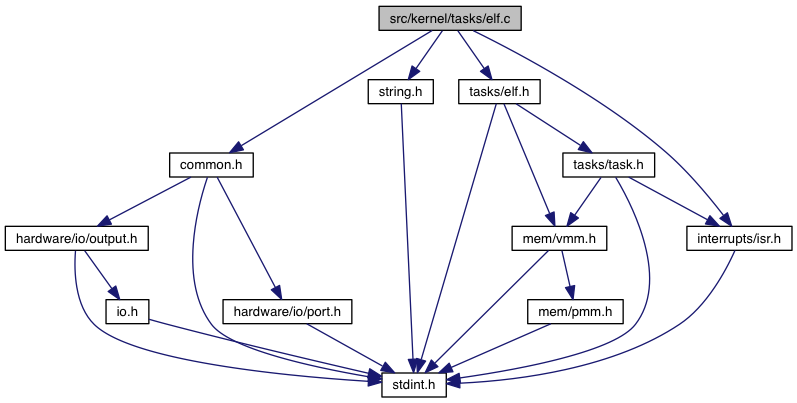 src/kernel/tasks/elf.c
string.h
tasks/elf.h
common.h
tasks/task.h
hardware/io/output.h
mem/vmm.h
interrupts/isr.h
io.h
hardware/io/port.h
mem/pmm.h
stdint.h